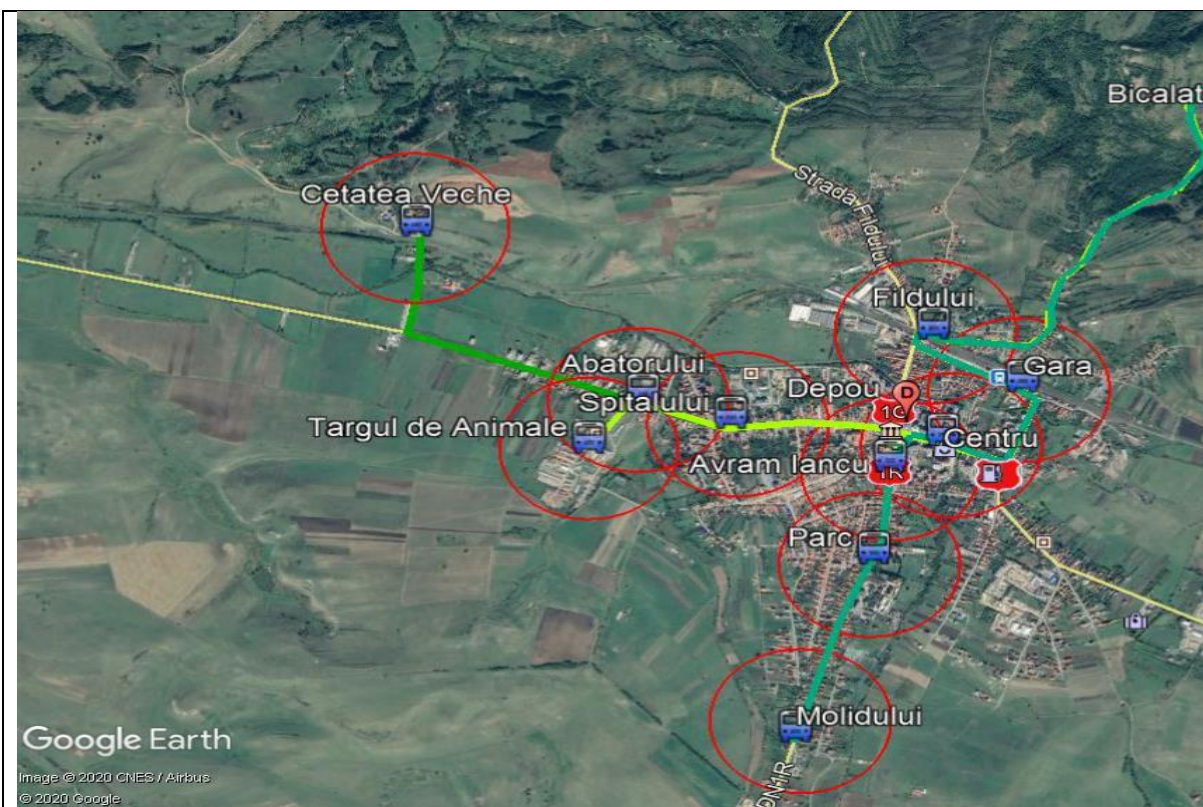 Bicalat
Cetatea Veche
Strada Fildului
Fildului
Abatorului
Gara
Depou
D
Spitalului
Targul de Animale
Centru
Avram Iancu
Parc
Molidului
DN1R
Google Earth
Image © 2020 CNES / Airbus
© 2020 Google